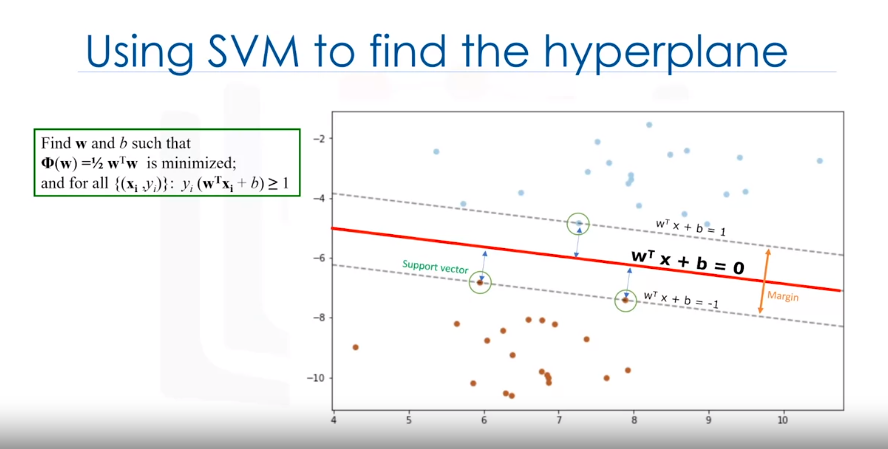 Using SVM to find the hyperplane
Find w and b such that
Φ(w) =½ wᵀw is minimized;
and for all {(xᵢ ,yᵢ)}: yᵢ (wᵀxᵢ + b) ≥ 1
−2
−4
−6
−8
−10
wᵀ x + b = 1
wᵀ x + b = 0
Support vector
wᵀ x + b = -1
Margin
4 5 6 7 8 9 10